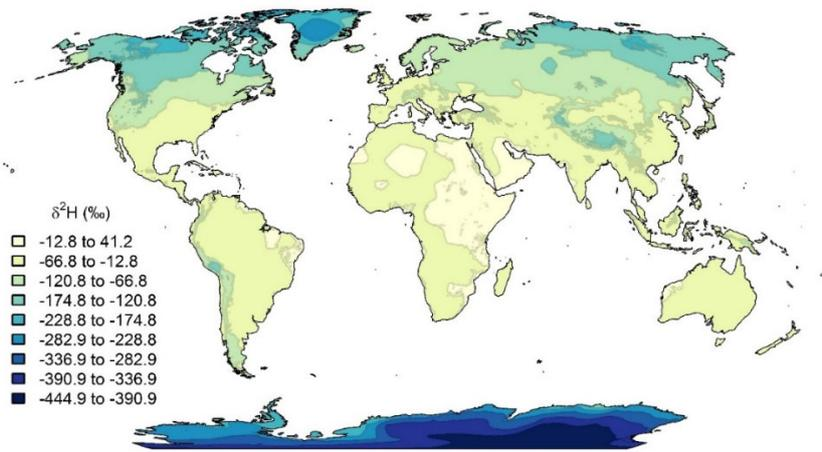 δ²H (‰)
-12.8 to 41.2
-66.8 to -12.8
-120.8 to -66.8
-174.8 to -120.8
-228.8 to -174.8
-282.9 to -228.8
-336.9 to -282.9
-390.9 to -336.9
-444.9 to -390.9